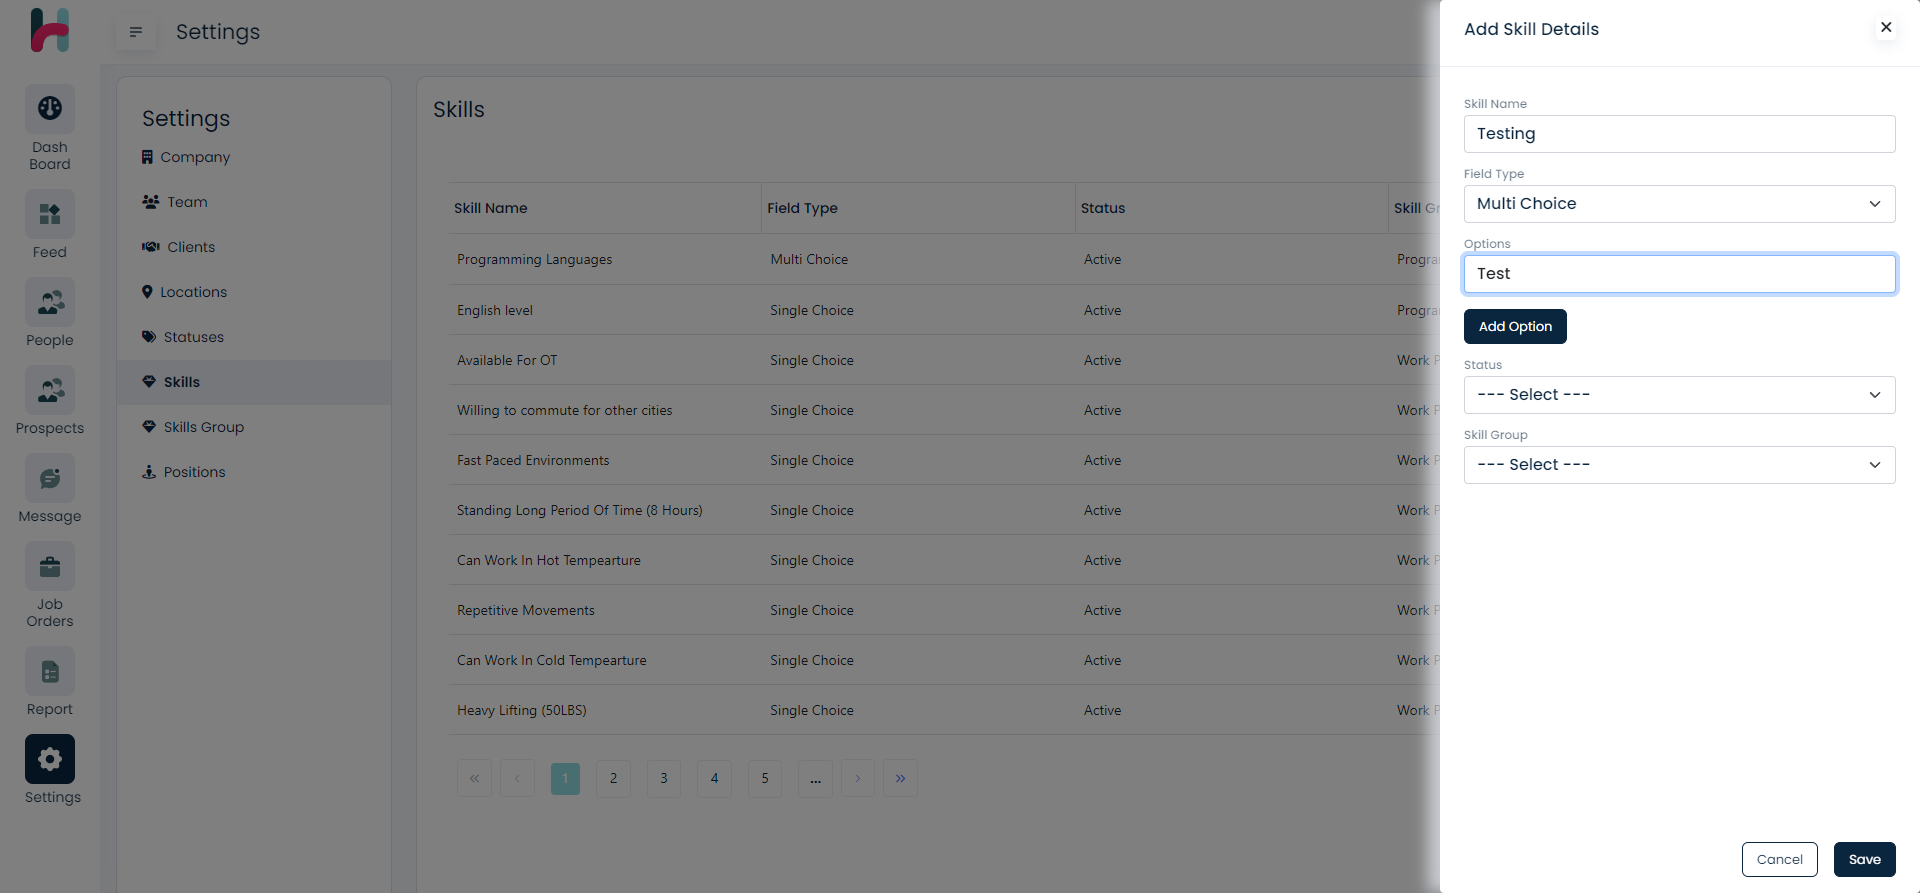 Settings
Dash
Board
Feed
People
Prospects
Message
Job
Orders
Report
Settings
Settings
Company
Team
Clients
Locations
Statuses
Skills
Skills Group
Positions
Skills
Skill Name Field Type Status Skill Gr
Programming Languages Multi Choice Active Progra
English level Single Choice Active Progra
Available For OT Single Choice Active Work P
Willing to commute for other cities Single Choice Active Work P
Fast Paced Environments Single Choice Active Work P
Standing Long Period Of Time (8 Hours) Single Choice Active Work P
Can Work In Hot Tempearture Single Choice Active Work P
Repetitive Movements Single Choice Active Work P
Can Work In Cold Tempearture Single Choice Active Work P
Heavy Lifting (50LBS) Single Choice Active Work P
« ‹ 1 2 3 4 5 ... › »
Add Skill Details
Skill Name
Testing
Field Type
Multi Choice
Options
Test
Add Option
Status
--- Select ---
Skill Group
--- Select ---
Cancel Save